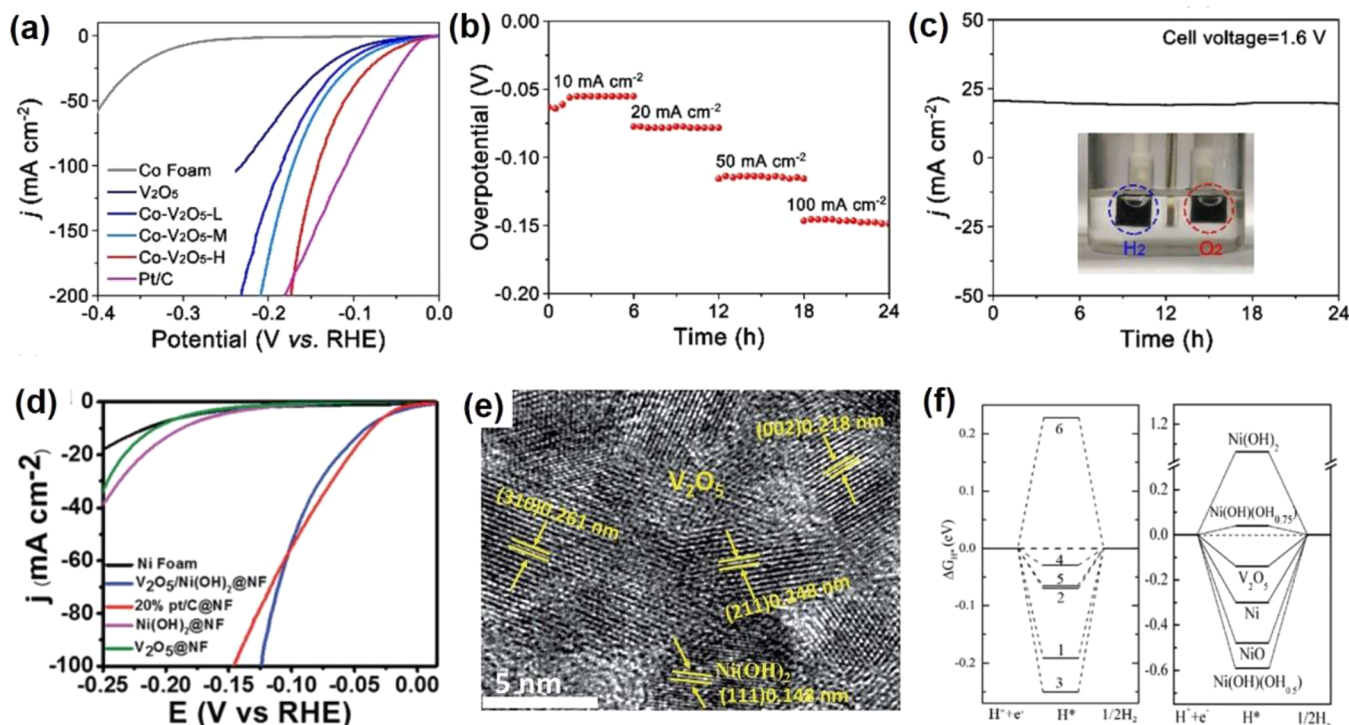 (a)
0
-50
-100
-150
-200
j (mA cm-2)
Co Foam
V2O5
Co-V2O5-L
Co-V2O5-M
Co-V2O5-H
Pt/C
-0.4 -0.3 -0.2 -0.1 0.0
Potential (V vs. RHE)
(b)
0.00
-0.05
-0.10
-0.15
-0.20
Overpotential (V)
10 mA cm-2
20 mA cm-2
50 mA cm-2
100 mA cm-2
0 6 12 18 24
Time (h)
(c)
Cell voltage=1.6 V
50
25
0
-25
-50
j (mA cm-2)
H2 O2
0 6 12 18 24
Time (h)
(d)
0
-20
-40
-60
-80
-100
j (mA cm-2)
Ni Foam
V2O5/Ni(OH)2@NF
20% pt/C@NF
Ni(OH)2@NF
V2O5@NF
-0.25 -0.20 -0.15 -0.10 -0.05 0.00
E (V vs RHE)
(e)
(002)0.218 nm
V2O5
(310)0.261 nm
(211)0.248 nm
Ni(OH)2
(111)0.148 nm
5 nm
(f)
0.2
0.1
0.0
-0.1
-0.2
ΔGH* (eV)
6
4
5
2
1
3
H++e- H* 1/2H2
1.2
0.0
-0.2
-0.4
-0.6
Ni(OH)2
Ni(OH)(OH0.75)
V2O5
Ni
NiO
Ni(OH)(OH0.5)
H++e- H* 1/2H2